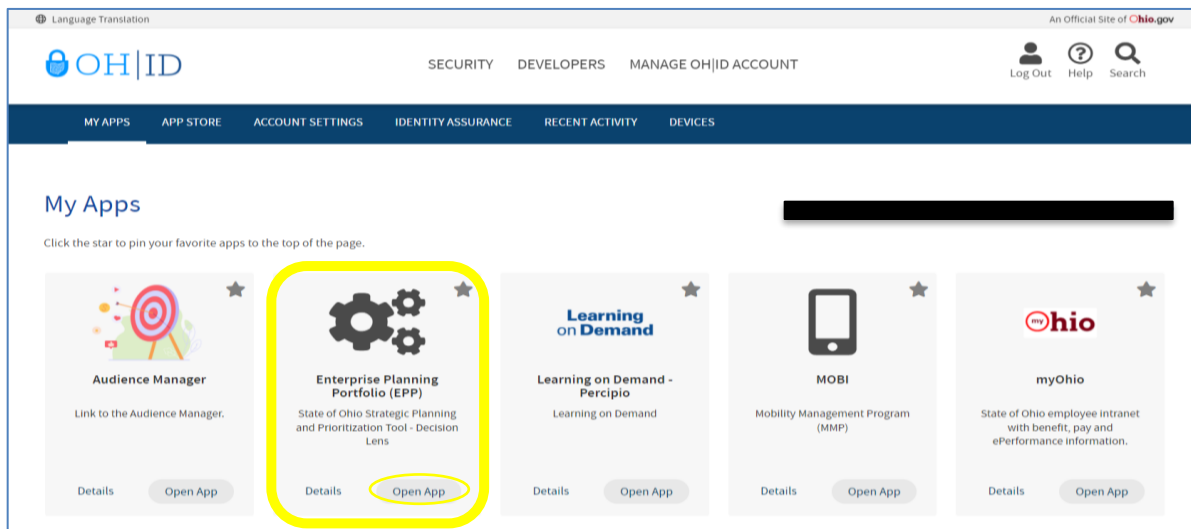 Language Translation
An Official Site of Ohio.gov
OH|ID
SECURITY DEVELOPERS MANAGE OH|ID ACCOUNT
Log Out Help Search
MY APPS APP STORE ACCOUNT SETTINGS IDENTITY ASSURANCE RECENT ACTIVITY DEVICES
My Apps
Click the star to pin your favorite apps to the top of the page.
Audience Manager
Link to the Audience Manager.
Details Open App
Enterprise Planning
Portfolio (EPP)
State of Ohio Strategic Planning
and Prioritization Tool - Decision
Lens
Details Open App
Learning
on Demand
Learning on Demand -
Percipio
Learning on Demand
Details Open App
MOBI
Mobility Management Program
(MMP)
Details Open App
my Ohio
myOhio
State of Ohio employee intranet
with benefit, pay and
ePerformance information.
Details Open App